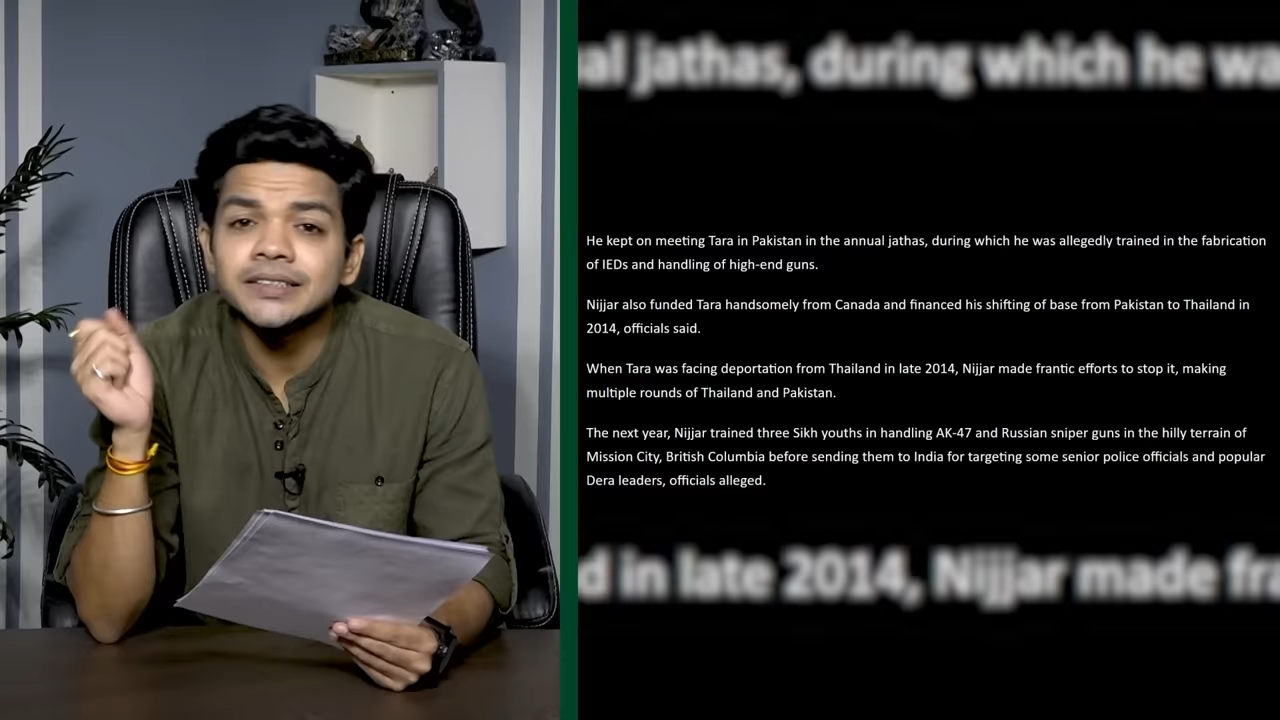 al jathas, during which he wa
He kept on meeting Tara in Pakistan in the annual jathas, during which he was allegedly trained in the fabrication
of IEDs and handling of high-end guns.
Nijjar also funded Tara handsomely from Canada and financed his shifting of base from Pakistan to Thailand in
2014, officials said.
When Tara was facing deportation from Thailand in late 2014, Nijjar made frantic efforts to stop it, making
multiple rounds of Thailand and Pakistan.
The next year, Nijjar trained three Sikh youths in handling AK-47 and Russian sniper guns in the hilly terrain of
Mission City, British Columbia before sending them to India for targeting some senior police officials and popular
Dera leaders, officials alleged.
d in late 2014, Nijjar made fra